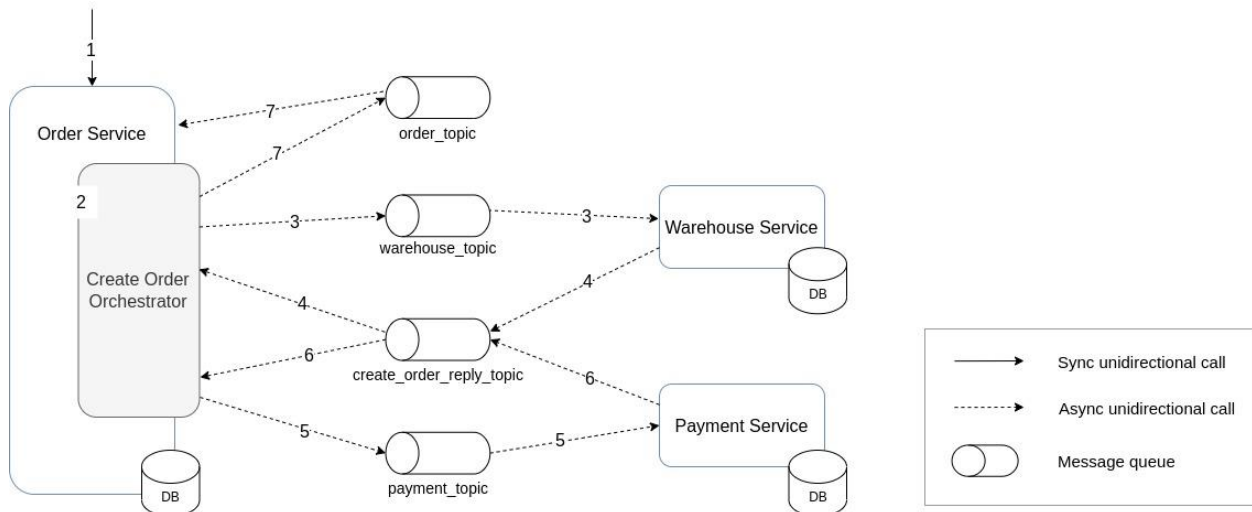 1
Order Service
2
Create Order
Orchestrator
DB
7
7
order_topic
3
warehouse_topic
3
4
4
create_order_reply_topic
6
6
5
payment_topic
5
Warehouse Service
DB
Payment Service
DB
Sync unidirectional call
Async unidirectional call
Message queue